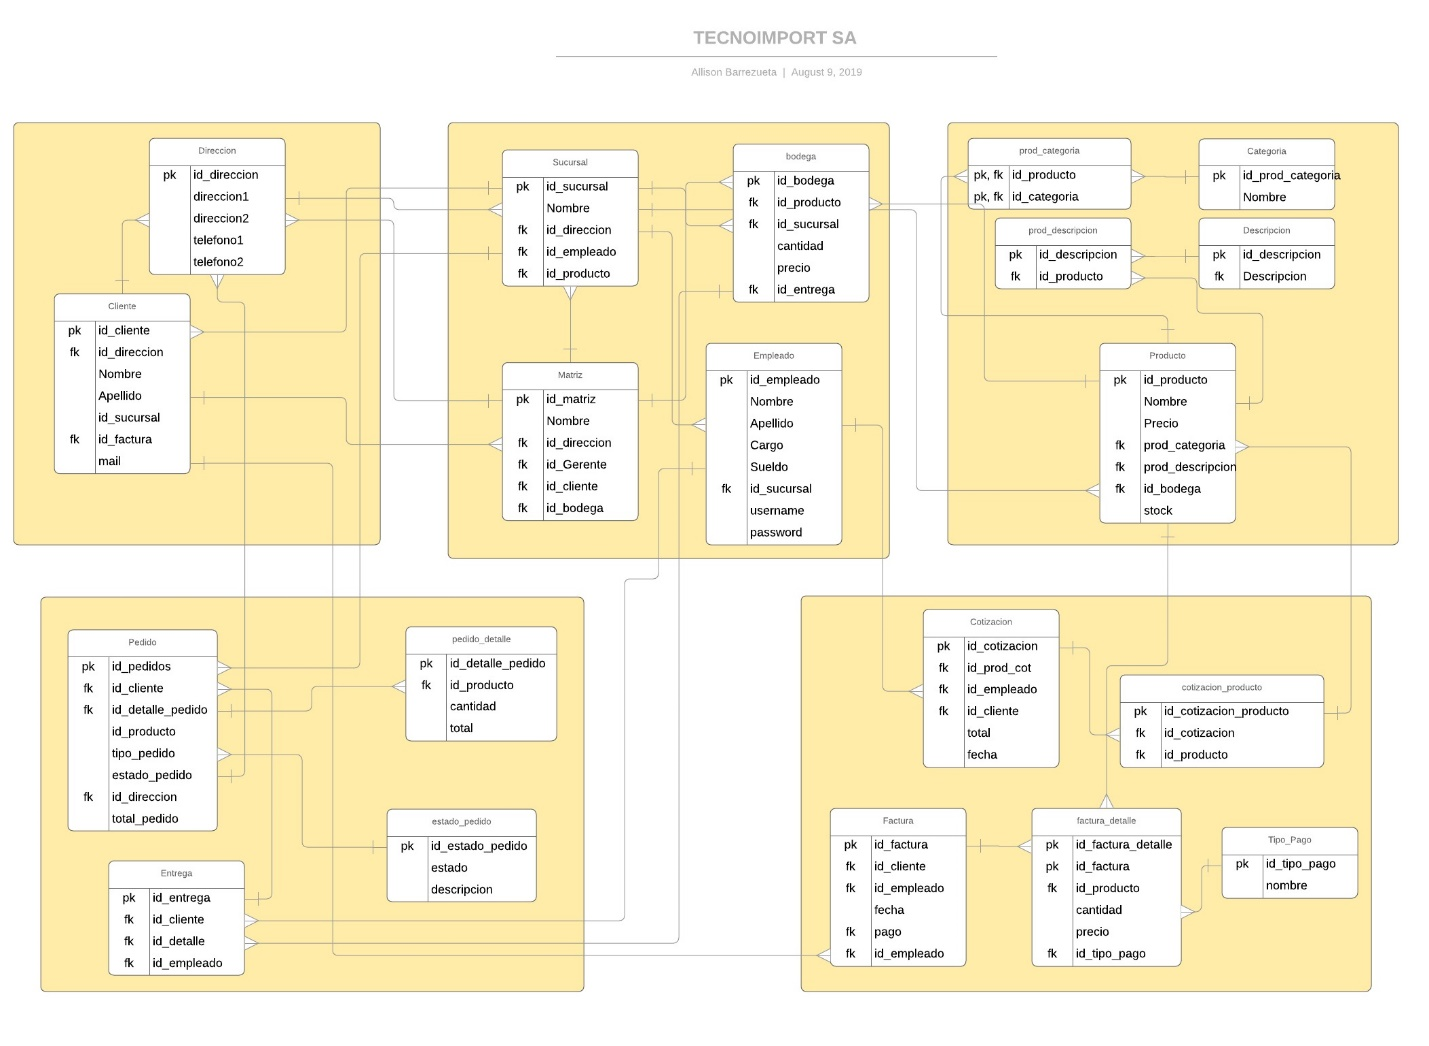 TECNOIMPORT SA
Allison Barrezueta | August 9, 2019
Direccion
pk id_direccion
direccion1
direccion2
telefono1
telefono2
Cliente
pk id_cliente
fk id_direccion
Nombre
Apellido
id_sucursal
fk id_factura
mail
Sucursal
pk id_sucursal
Nombre
fk id_direccion
fk id_empleado
fk id_producto
Matriz
pk id_matriz
Nombre
fk id_direccion
fk id_Gerente
fk id_cliente
fk id_bodega
bodega
pk id_bodega
fk id_producto
fk id_sucursal
cantidad
precio
fk id_entrega
Empleado
pk id_empleado
Nombre
Apellido
Cargo
Sueldo
fk id_sucursal
username
password
prod_categoria
pk, fk id_producto
pk, fk id_categoria
Categoria
pk id_prod_categoria
Nombre
prod_descripcion
pk id_descripcion
fk id_producto
Descripcion
pk id_descripcion
fk Descripcion
Producto
pk id_producto
Nombre
Precio
fk prod_categoria
fk prod_descripcion
fk id_bodega
stock
Pedido
pk id_pedidos
fk id_cliente
fk id_detalle_pedido
id_producto
tipo_pedido
estado_pedido
fk id_direccion
total_pedido
pedido_detalle
pk id_detalle_pedido
fk id_producto
cantidad
total
estado_pedido
pk id_estado_pedido
estado
descripcion
Entrega
pk id_entrega
fk id_cliente
fk id_detalle
fk id_empleado
Cotizacion
pk id_cotizacion
fk id_prod_cot
fk id_empleado
fk id_cliente
total
fecha
cotizacion_producto
pk id_cotizacion_producto
fk id_cotizacion
fk id_producto
Factura
pk id_factura
fk id_cliente
fk id_empleado
fecha
fk pago
fk id_empleado
factura_detalle
pk id_factura_detalle
pk id_factura
fk id_producto
cantidad
precio
fk id_tipo_pago
Tipo_Pago
pk id_tipo_pago
nombre